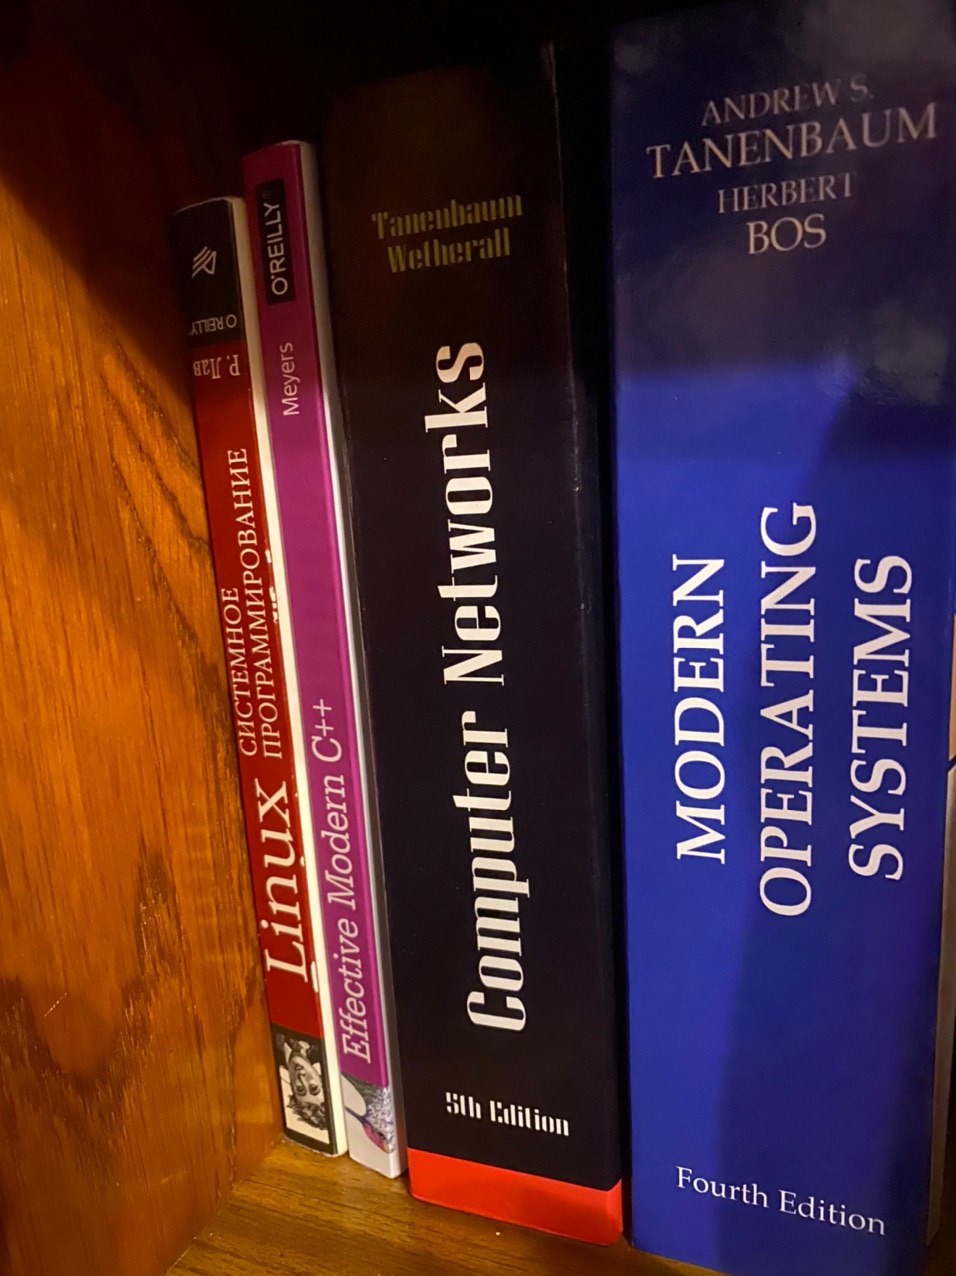 O'REILLY
Р. Лав
СИСТЕМНОЕ
ПРОГРАММИРОВАНИЕ
Linux
O'REILLY®
Meyers
Effective Modern C++
Tanenbaum
Wetherall
Computer Networks
5th Edition
ANDREW S.
TANENBAUM
HERBERT
BOS
MODERN
OPERATING
SYSTEMS
Fourth Edition